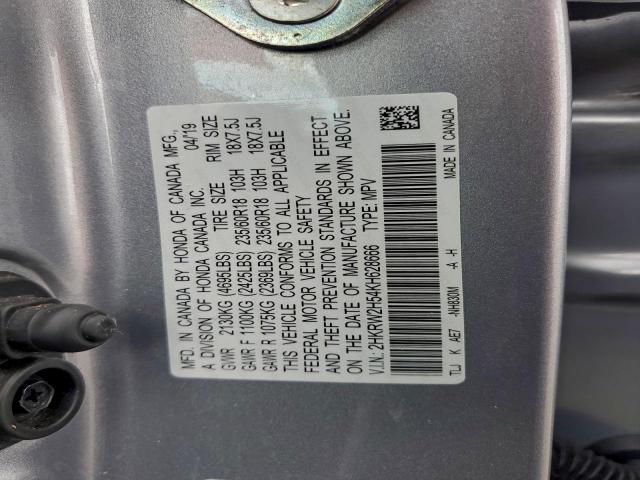 MFD. IN CANADA BY HONDA OF CANADA MFG., 04/19
A DIVISION OF HONDA CANADA INC.
TIRE SIZE RIM SIZE
GVWR 2130KG (4695LBS)
GAWR F 1100KG (2425LBS) 235/60R18 103H 18X7.5J
GAWR R 1075KG (2369LBS) 235/60R18 103H 18X7.5J
THIS VEHICLE CONFORMS TO ALL APPLICABLE
FEDERAL MOTOR VEHICLE SAFETY
AND THEFT PREVENTION STANDARDS IN EFFECT
ON THE DATE OF MANUFACTURE SHOWN ABOVE.
V.I.N.: 2HKRW2H54KH628666 TYPE: MPV
TLJ K AE7 -NH830M -A -H
MADE IN CANADA